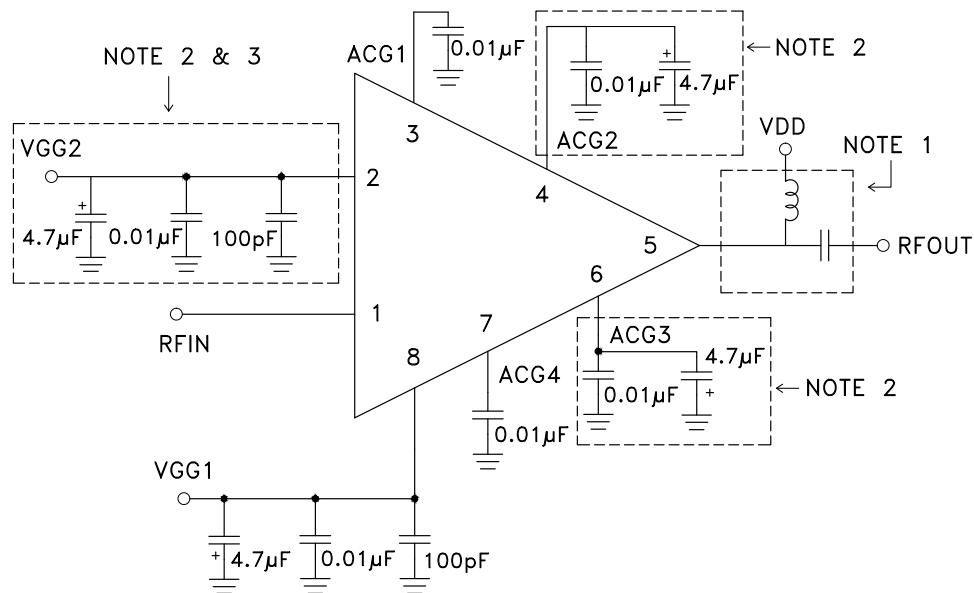 NOTE 2 & 3
ACG1
0.01µF
3
+
0.01µF
4.7µF
NOTE 2
ACG2
4
VDD
NOTE 1
VGG2
2
+
4.7µF
0.01µF
100pF
5
RFOUT
6
1
RFIN
7
8
ACG3
4.7µF
0.01µF
+
NOTE 2
ACG4
0.01µF
VGG1
+
4.7µF
0.01µF
100pF